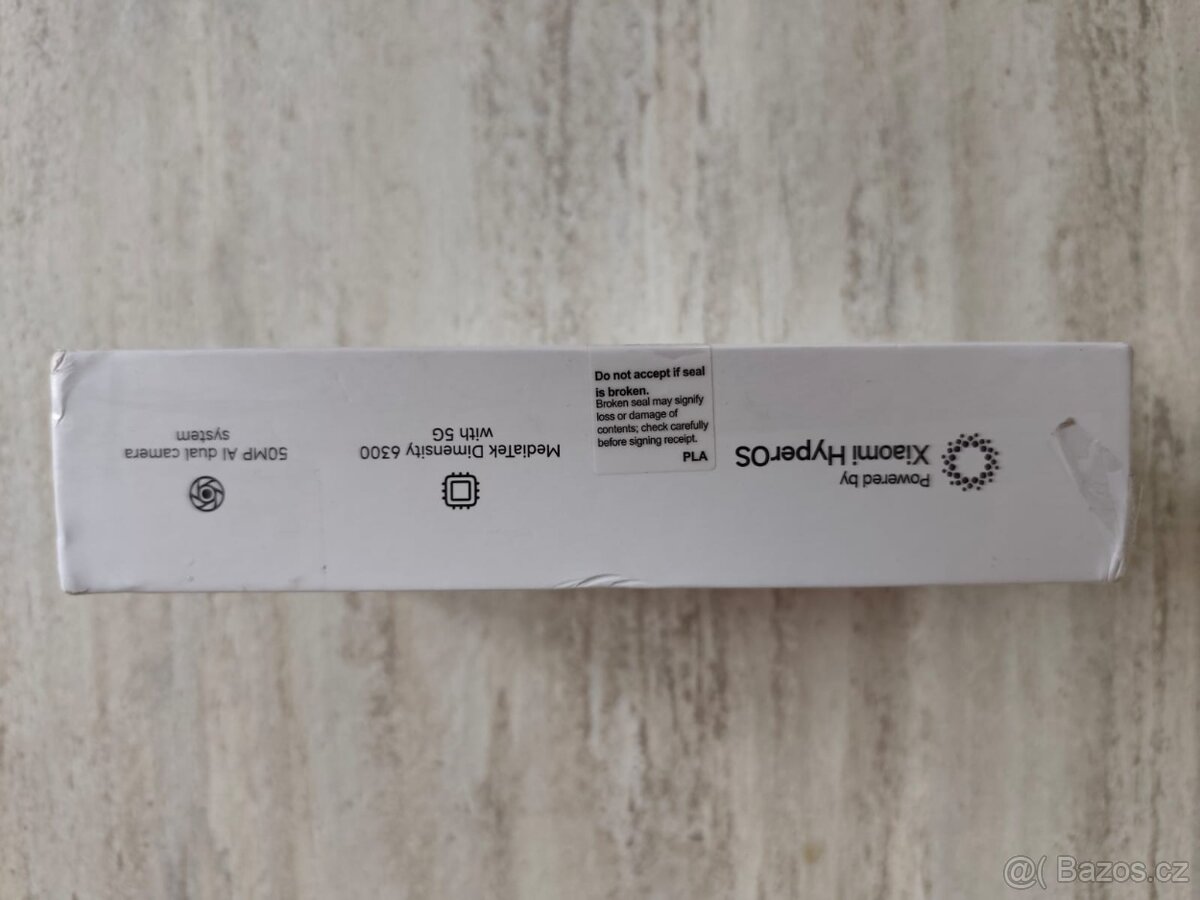 Powered by
Xiaomi HyperOS
MediaTek Dimensity 6300
with 5G
50MP AI dual camera
system
Do not accept if seal
is broken.
Broken seal may signify
loss or damage of
contents; check carefully
before signing receipt.
PLA
@( Bazos.cz